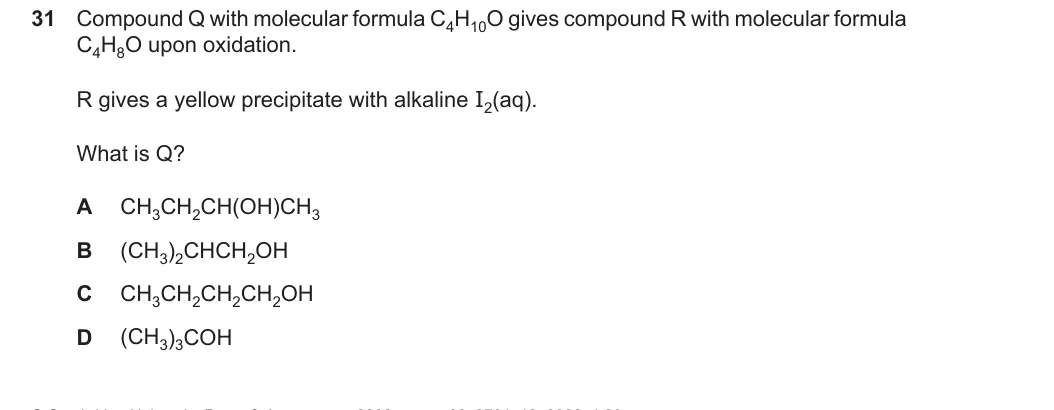 31 Compound Q with molecular formula C₄H₁₀O gives compound R with molecular formula
C₄H₈O upon oxidation.
R gives a yellow precipitate with alkaline I₂(aq).
What is Q?
A CH₃CH₂CH(OH)CH₃
B (CH₃)₂CHCH₂OH
C CH₃CH₂CH₂CH₂OH
D (CH₃)₃COH